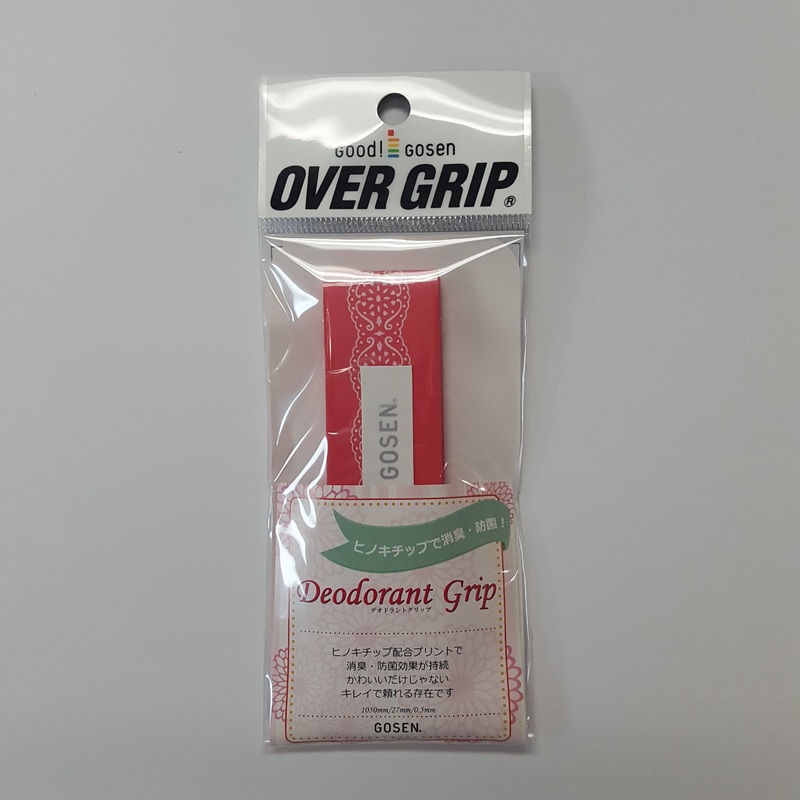 Good! GOSEN
OVER GRIP®
GOSEN®
ヒノキチップで消臭・防菌!
Deodorant Grip
デオドラントグリップ
ヒノキチップ配合プリントで
消臭・防菌効果が持続
かわいいだけじゃない
キレイで頼れる存在です
1050mm/27mm/0.5mm
GOSEN®